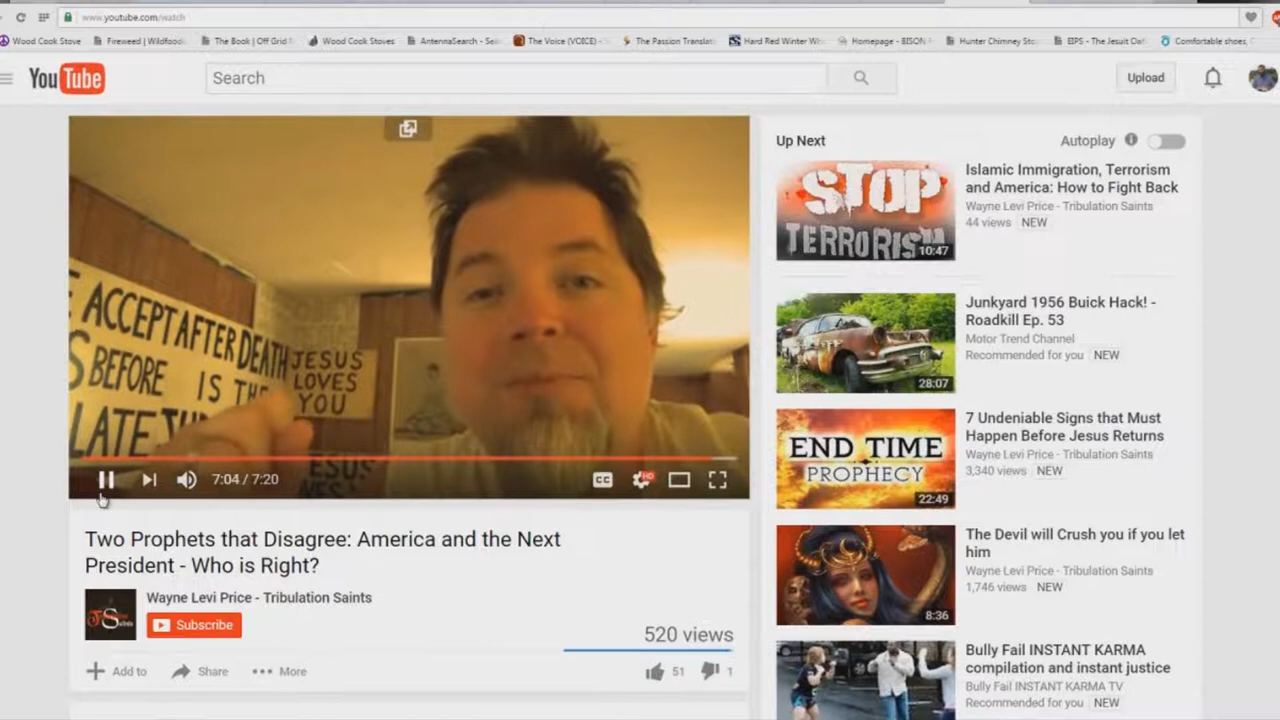 www.youtube.com/watch
Wood Cook Stove
Fireweed | Wildfoods
The Book | Off Grid
Wood Cook Stoves
AntennaSearch - Sea
The Voice (VOICE) -
The Passion Translat
Hard Red Winter Wh
Homepage - BISON
Hunter Chimney Sto
EIPS - The Jesuit Oat
Comfortable shoes,
YouTube
Search
Upload
ACCEPT AFTER DEATH
S BEFORE IS THE
LATE
JESUS
LOVES
YOU
7:04 / 7:20
CC
HD
Two Prophets that Disagree: America and the Next
President - Who is Right?
Wayne Levi Price - Tribulation Saints
Subscribe
520 views
Add to
Share
More
51
1
Up Next
Autoplay
STOP
TERRORISM
10:47
Islamic Immigration, Terrorism
and America: How to Fight Back
Wayne Levi Price - Tribulation Saints
44 views NEW
28:07
Junkyard 1956 Buick Hack! -
Roadkill Ep. 53
Motor Trend Channel
Recommended for you NEW
END TIME
PROPHECY
22:49
7 Undeniable Signs that Must
Happen Before Jesus Returns
Wayne Levi Price - Tribulation Saints
3,340 views NEW
8:36
The Devil will Crush you if you let
him
Wayne Levi Price - Tribulation Saints
1,746 views NEW
Bully Fail INSTANT KARMA
compilation and instant justice
Bully Fail INSTANT KARMA TV
Recommended for you NEW